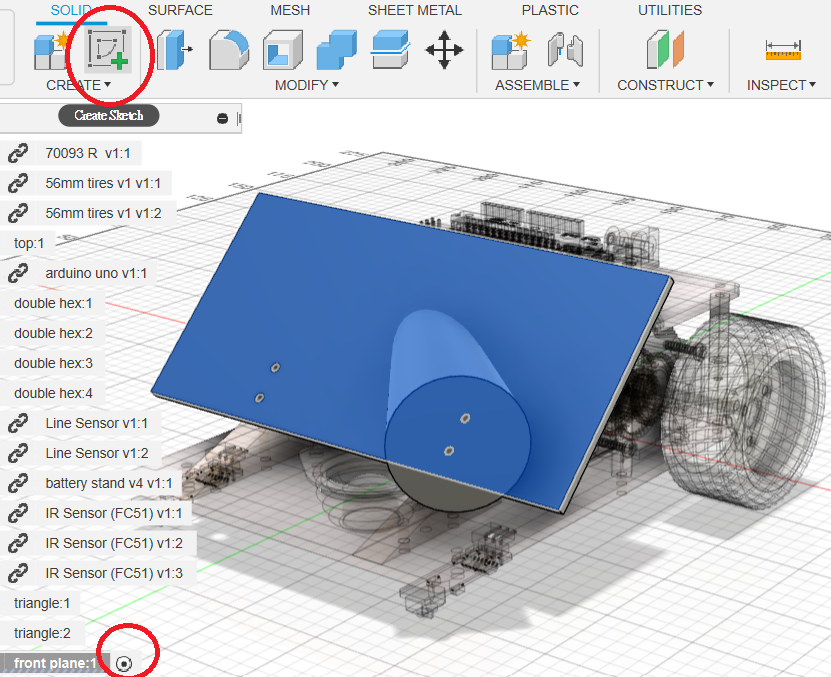 SOLID SURFACE MESH SHEET METAL PLASTIC UTILITIES
CREATE MODIFY ASSEMBLE CONSTRUCT INSPECT
Create Sketch
70093 R v1:1
56mm tires v1 v1:1
56mm tires v1 v1:2
top:1
arduino uno v1:1
double hex:1
double hex:2
double hex:3
double hex:4
Line Sensor v1:1
Line Sensor v1:2
battery stand v4 v1:1
IR Sensor (FC51) v1:1
IR Sensor (FC51) v1:2
IR Sensor (FC51) v1:3
triangle:1
triangle:2
front plane:1